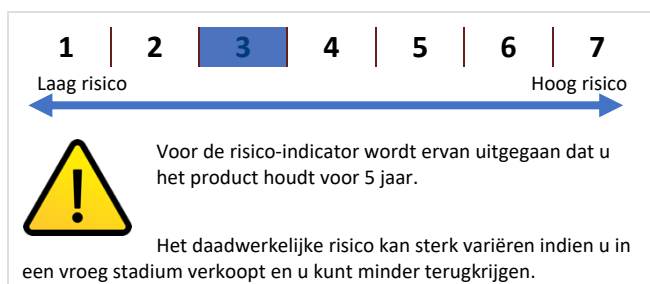 1 2 3 4 5 6 7
Laag risico Hoog risico
Voor de risico-indicator wordt ervan uitgegaan dat u
het product houdt voor 5 jaar.
Het daadwerkelijke risico kan sterk variëren indien u in
een vroeg stadium verkoopt en u kunt minder terugkrijgen.